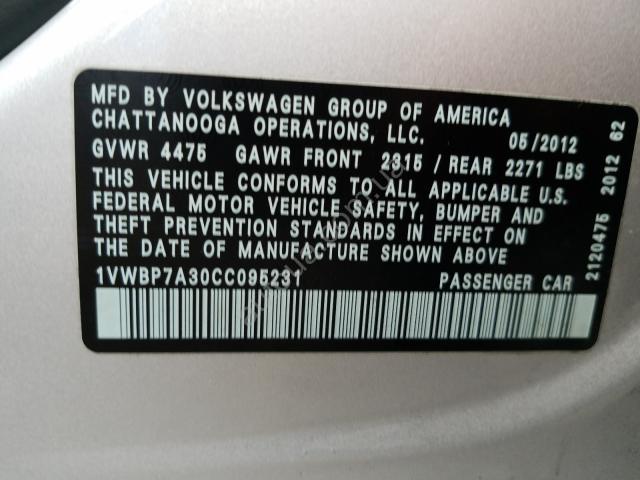 MFD BY VOLKSWAGEN GROUP OF AMERICA
CHATTANOOGA OPERATIONS, LLC. 05/2012
GVWR 4475 GAWR FRONT 2315 / REAR 2271 LBS
THIS VEHICLE CONFORMS TO ALL APPLICABLE U.S.
FEDERAL MOTOR VEHICLE SAFETY, BUMPER AND
THEFT PREVENTION STANDARDS IN EFFECT ON
THE DATE OF MANUFACTURE SHOWN ABOVE
1VWBP7A30CC095231 PASSENGER CAR
2120475 2012 62